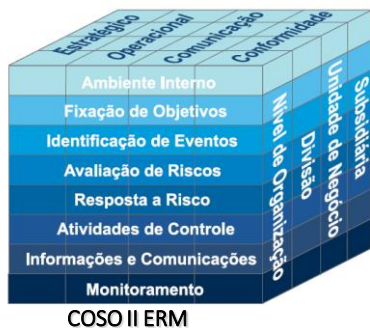 Estratégico
Operacional
Comunicação
Conformidade
Ambiente Interno
Fixação de Objetivos
Identificação de Eventos
Avaliação de Riscos
Resposta a Risco
Atividades de Controle
Informações e Comunicações
Monitoramento
Nível de Organização
Divisão
Unidade de Negócio
Subsidiária
COSO II ERM